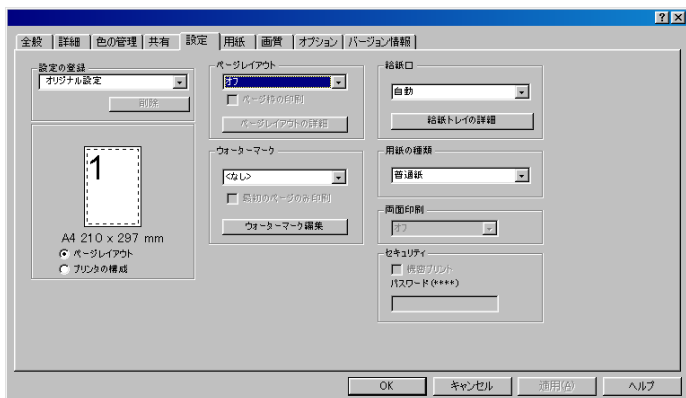 全般 詳細 色の管理 共有 設定 用紙 画質 オプション バージョン情報
設定の登録
オリジナル設定
削除
1
A4 210 x 297 mm
ページレイアウト
プリンタの構成
ページレイアウト
オフ
ページ枠の印刷
ページレイアウトの詳細
ウォーターマーク
<なし>
最初のページのみ印刷
ウォーターマーク編集
給紙口
自動
給紙トレイの詳細
用紙の種類
普通紙
両面印刷
オフ
セキュリティ
機密プリント
パスワード(****)
OK キャンセル 適用(A) ヘルプ